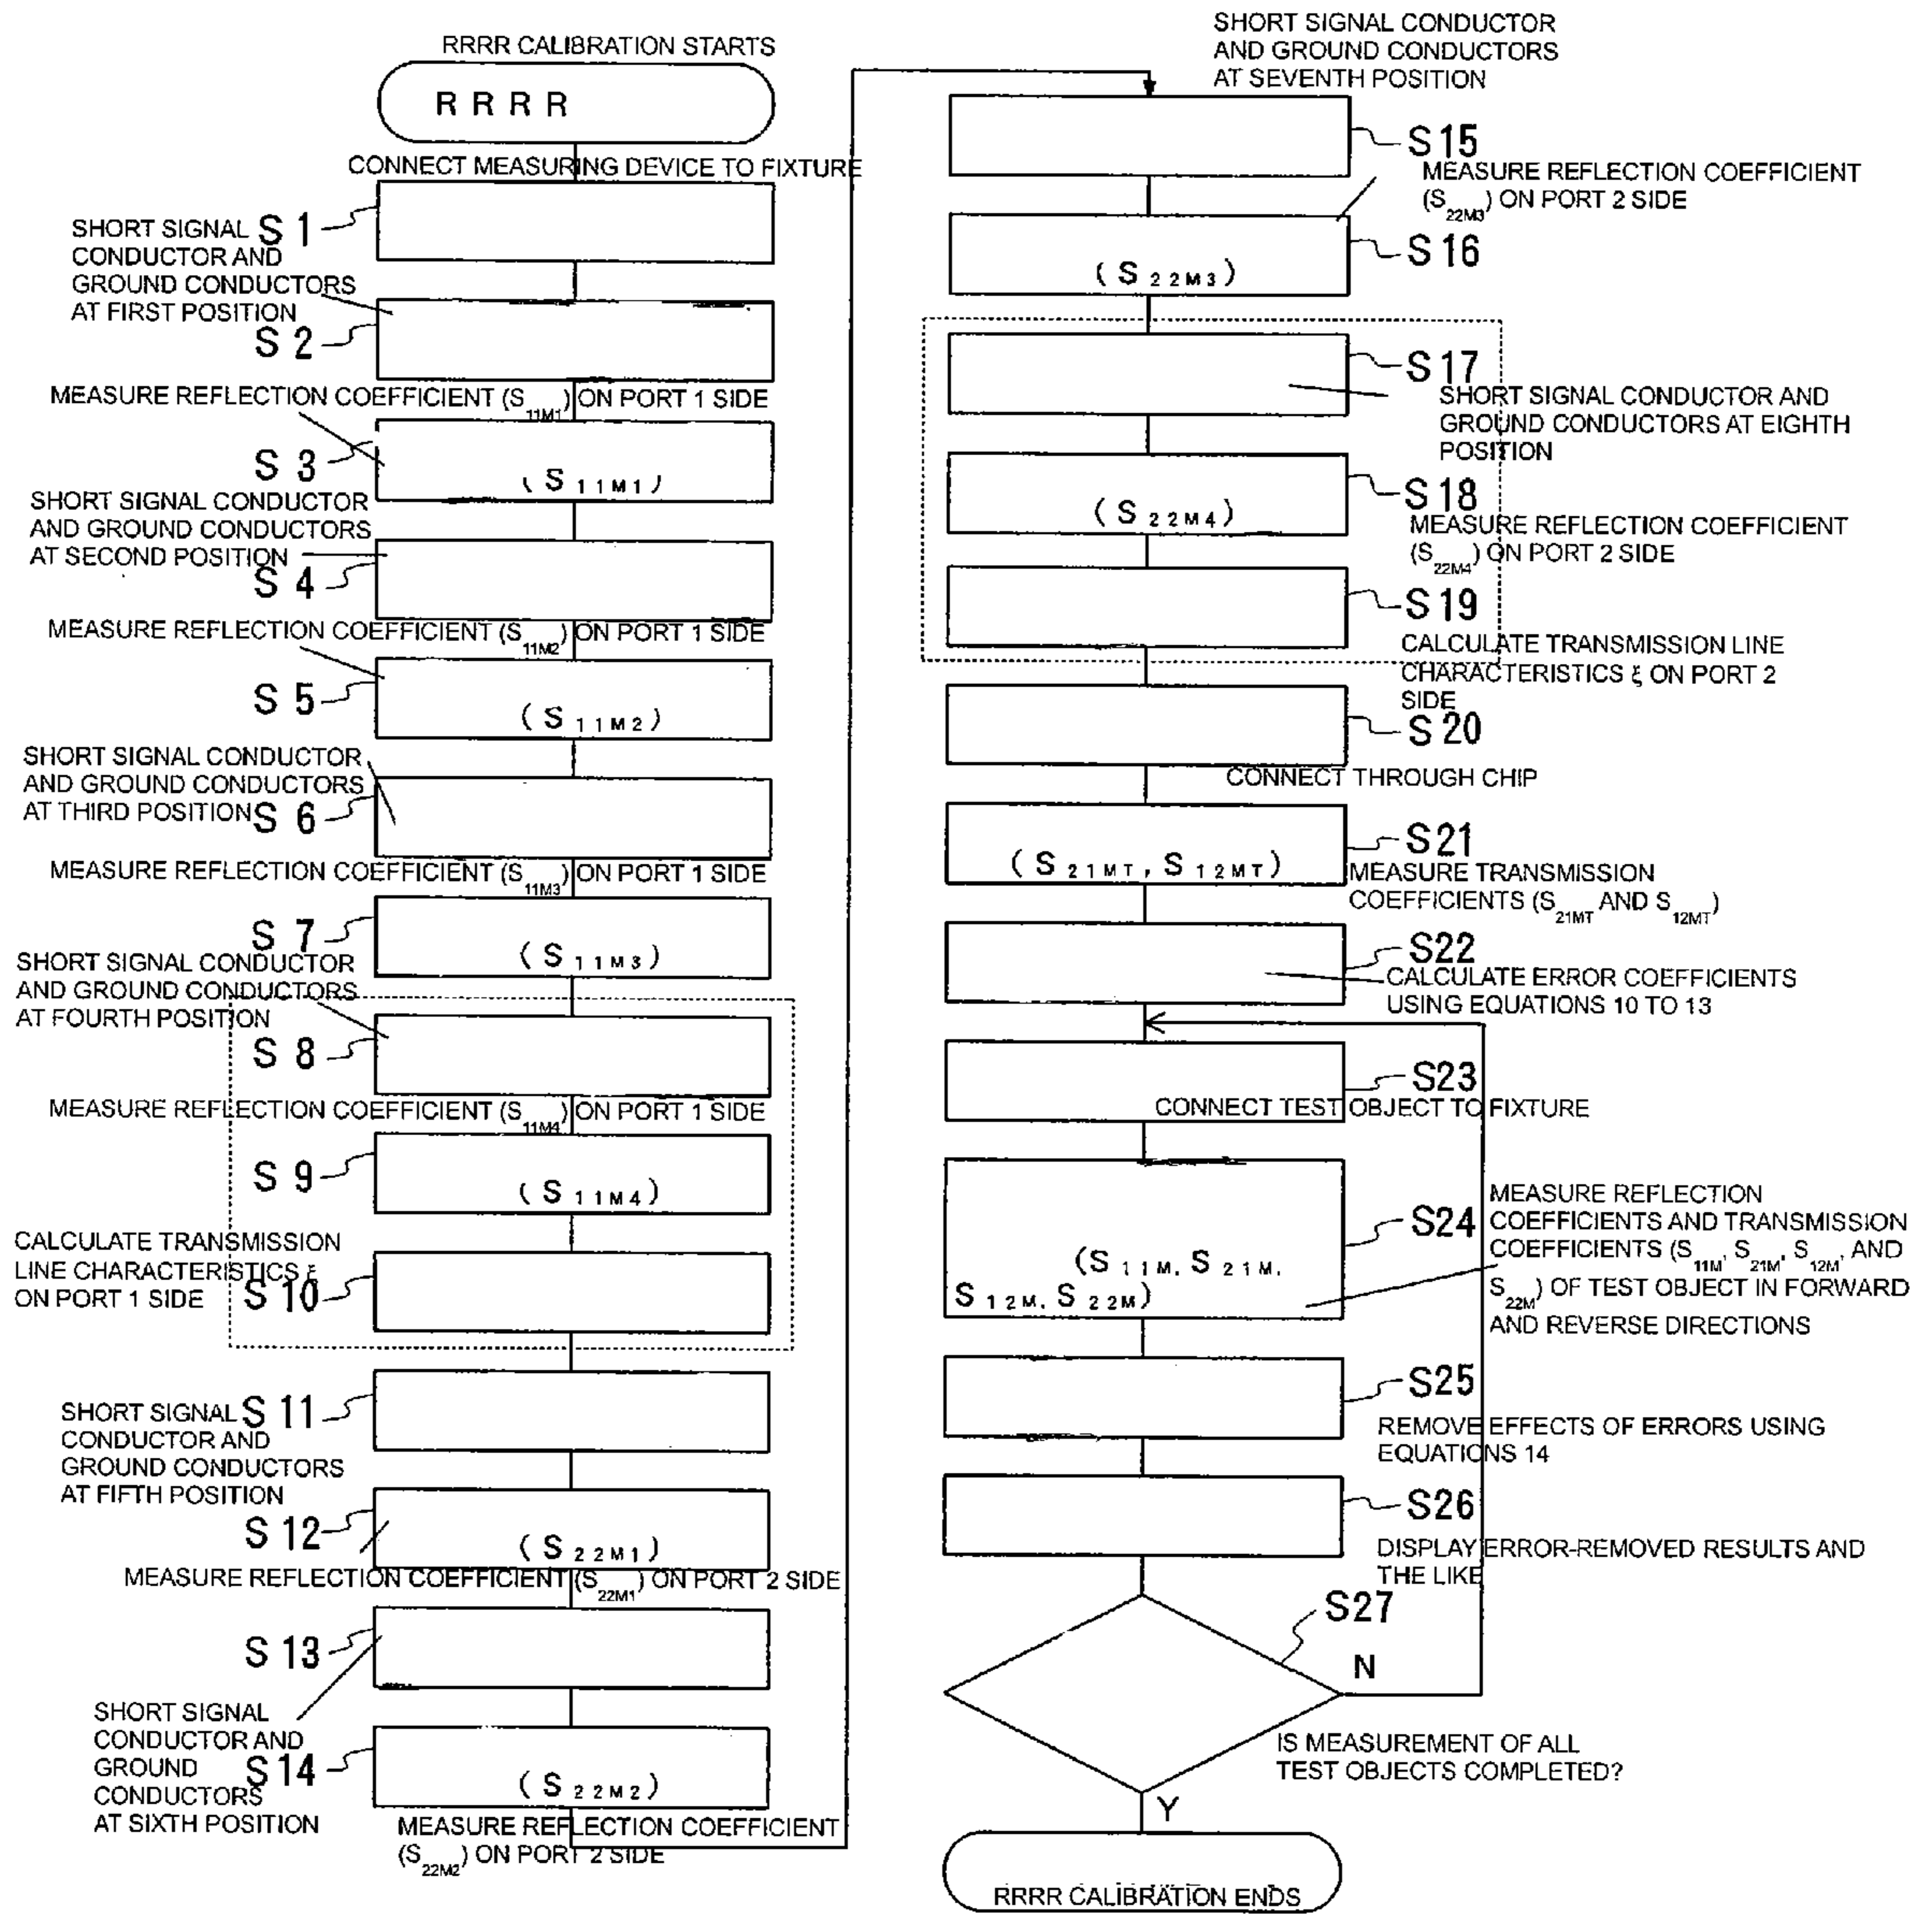 RRRR CALIBRATION STARTS
R R R R
CONNECT MEASURING DEVICE TO FIXTURE
S 1
SHORT SIGNAL
CONDUCTOR AND
GROUND CONDUCTORS
AT FIRST POSITION
S 2
MEASURE REFLECTION COEFFICIENT (S11M1) ON PORT 1 SIDE
S 3
(S11M1)
SHORT SIGNAL CONDUCTOR
AND GROUND CONDUCTORS
AT SECOND POSITION
S 4
MEASURE REFLECTION COEFFICIENT (S11M2) ON PORT 1 SIDE
S 5
(S11M2)
SHORT SIGNAL CONDUCTOR
AND GROUND CONDUCTORS
AT THIRD POSITION
S 6
MEASURE REFLECTION COEFFICIENT (S11M3) ON PORT 1 SIDE
S 7
(S11M3)
SHORT SIGNAL CONDUCTOR
AND GROUND CONDUCTORS
AT FOURTH POSITION
S 8
MEASURE REFLECTION COEFFICIENT (S11M4) ON PORT 1 SIDE
S 9
(S11M4)
CALCULATE TRANSMISSION
LINE CHARACTERISTICS ξ
ON PORT 1 SIDE
S 10
S 11
SHORT SIGNAL
CONDUCTOR AND
GROUND CONDUCTORS
AT FIFTH POSITION
S 12
(S22M1)
MEASURE REFLECTION COEFFICIENT (S22M1) ON PORT 2 SIDE
S 13
SHORT SIGNAL
CONDUCTOR AND
GROUND
CONDUCTORS
AT SIXTH POSITION
S 14
(S22M2)
MEASURE REFLECTION COEFFICIENT
(S22M2) ON PORT 2 SIDE
SHORT SIGNAL CONDUCTOR
AND GROUND CONDUCTORS
AT SEVENTH POSITION
S 15
MEASURE REFLECTION COEFFICIENT
(S22M3) ON PORT 2 SIDE
S 16
(S22M3)
S 17
SHORT SIGNAL CONDUCTOR AND
GROUND CONDUCTORS AT EIGHTH
POSITION
S 18
(S22M4)
MEASURE REFLECTION COEFFICIENT
(S22M4) ON PORT 2 SIDE
S 19
CALCULATE TRANSMISSION LINE
CHARACTERISTICS ξ ON PORT 2
SIDE
S 20
CONNECT THROUGH CHIP
S21
(S21MT, S12MT)
MEASURE TRANSMISSION
COEFFICIENTS (S21MT AND S12MT)
S22
CALCULATE ERROR COEFFICIENTS
USING EQUATIONS 10 TO 13
S23
CONNECT TEST OBJECT TO FIXTURE
S24
(S11M, S21M,
S12M, S22M)
MEASURE REFLECTION
COEFFICIENTS AND TRANSMISSION
COEFFICIENTS (S11M, S21M, S12M, AND
S22M) OF TEST OBJECT IN FORWARD
AND REVERSE DIRECTIONS
S25
REMOVE EFFECTS OF ERRORS USING
EQUATIONS 14
S26
DISPLAY ERROR-REMOVED RESULTS AND
THE LIKE
S27
N
IS MEASUREMENT OF ALL
TEST OBJECTS COMPLETED?
Y
RRRR CALIBRATION ENDS